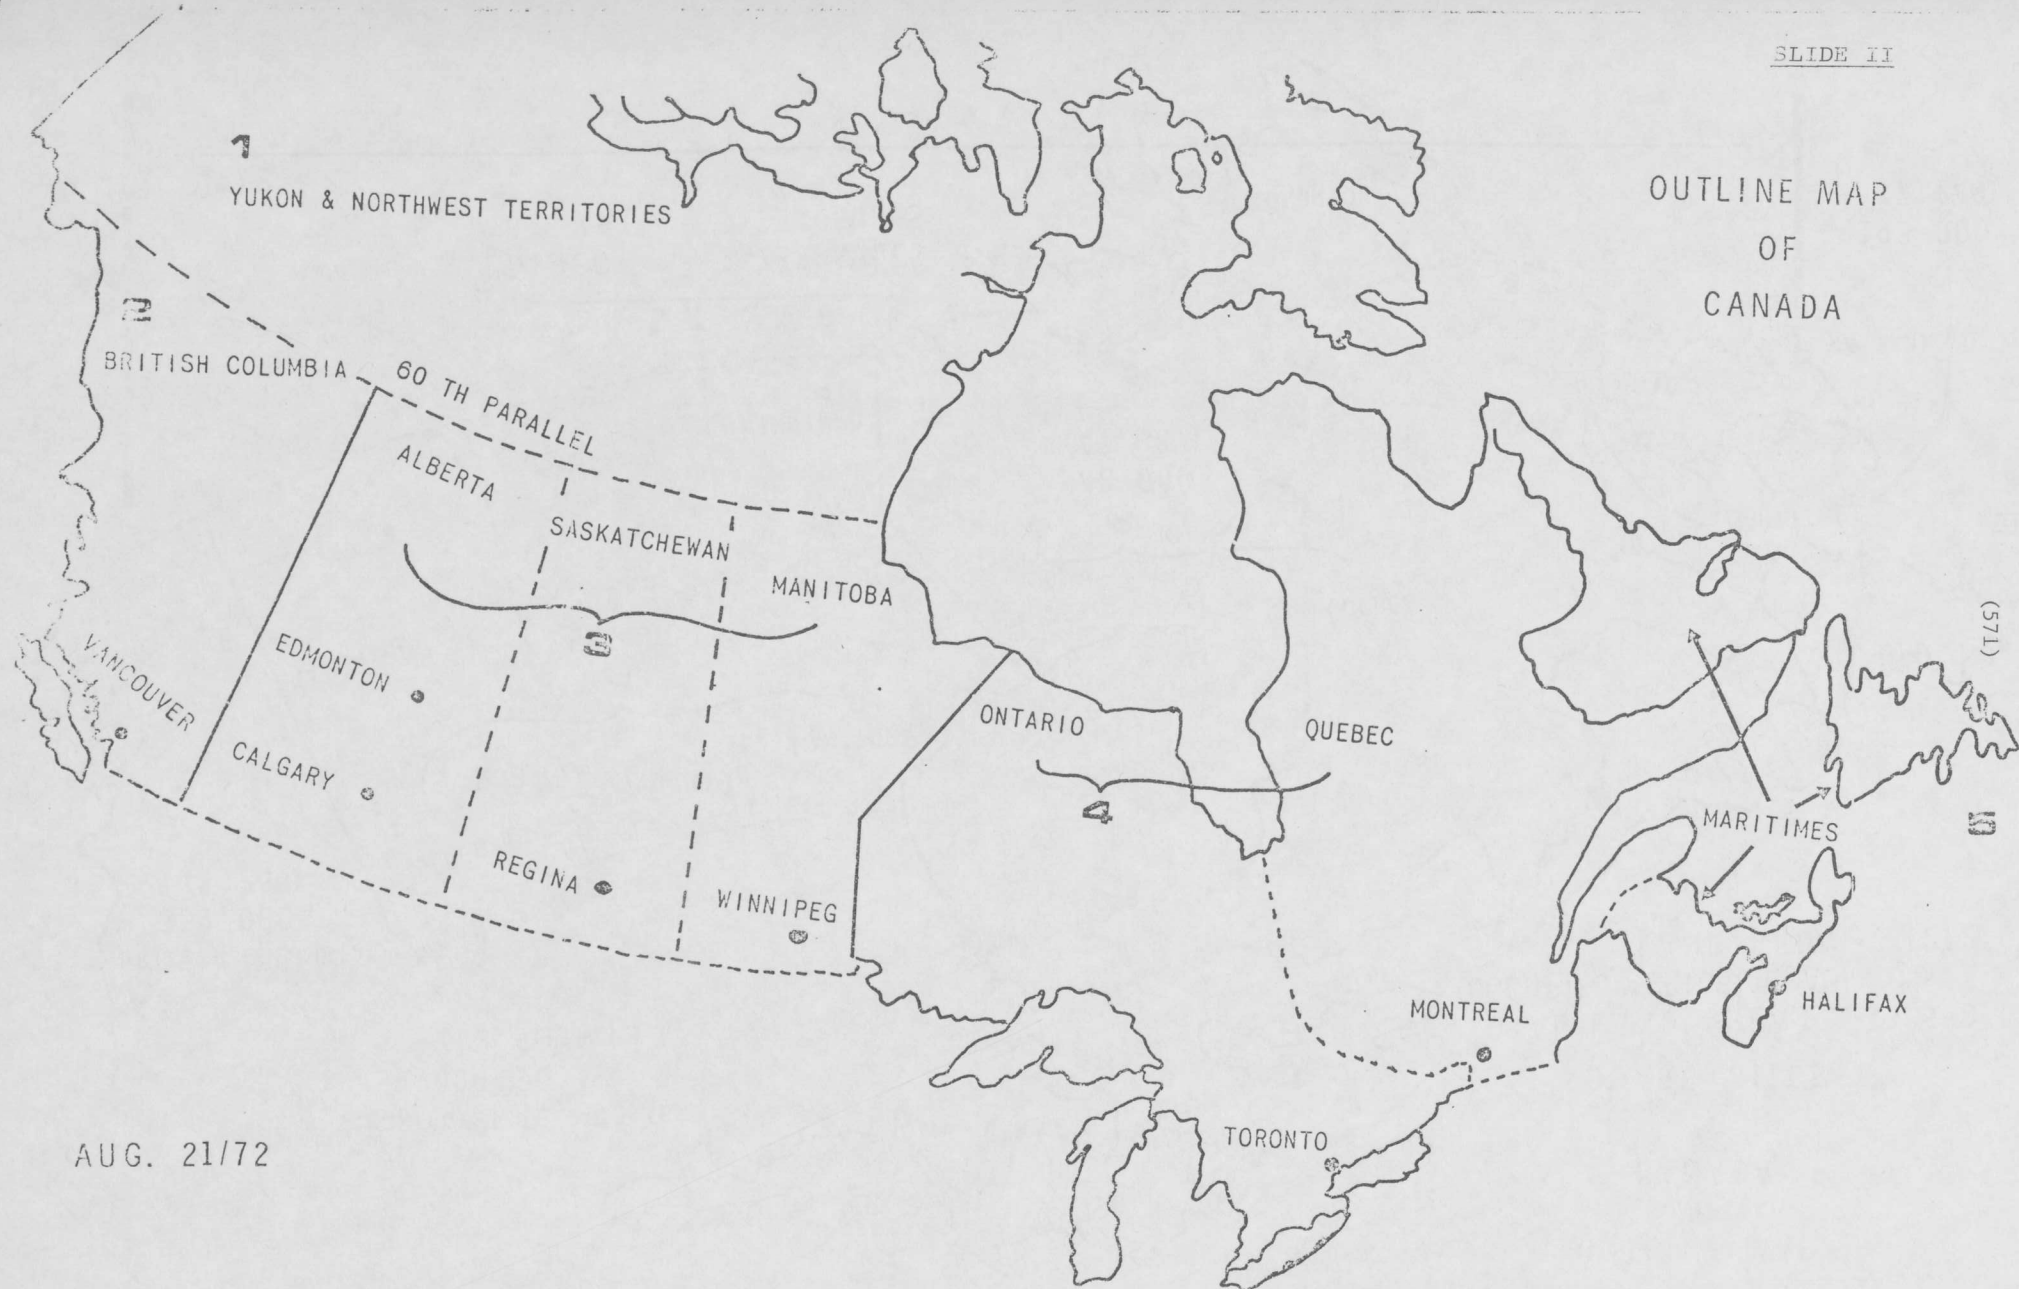 SLIDE II
1
YUKON & NORTHWEST TERRITORIES
OUTLINE MAP
OF
CANADA
2
BRITISH COLUMBIA
60 TH PARALLEL
ALBERTA
SASKATCHEWAN
MANITOBA
3
(571)
VANCOUVER
EDMONTON
CALGARY
ONTARIO
QUEBEC
4
MARITIMES
5
REGINA
WINNIPEG
MONTREAL
HALIFAX
TORONTO
AUG. 21/72